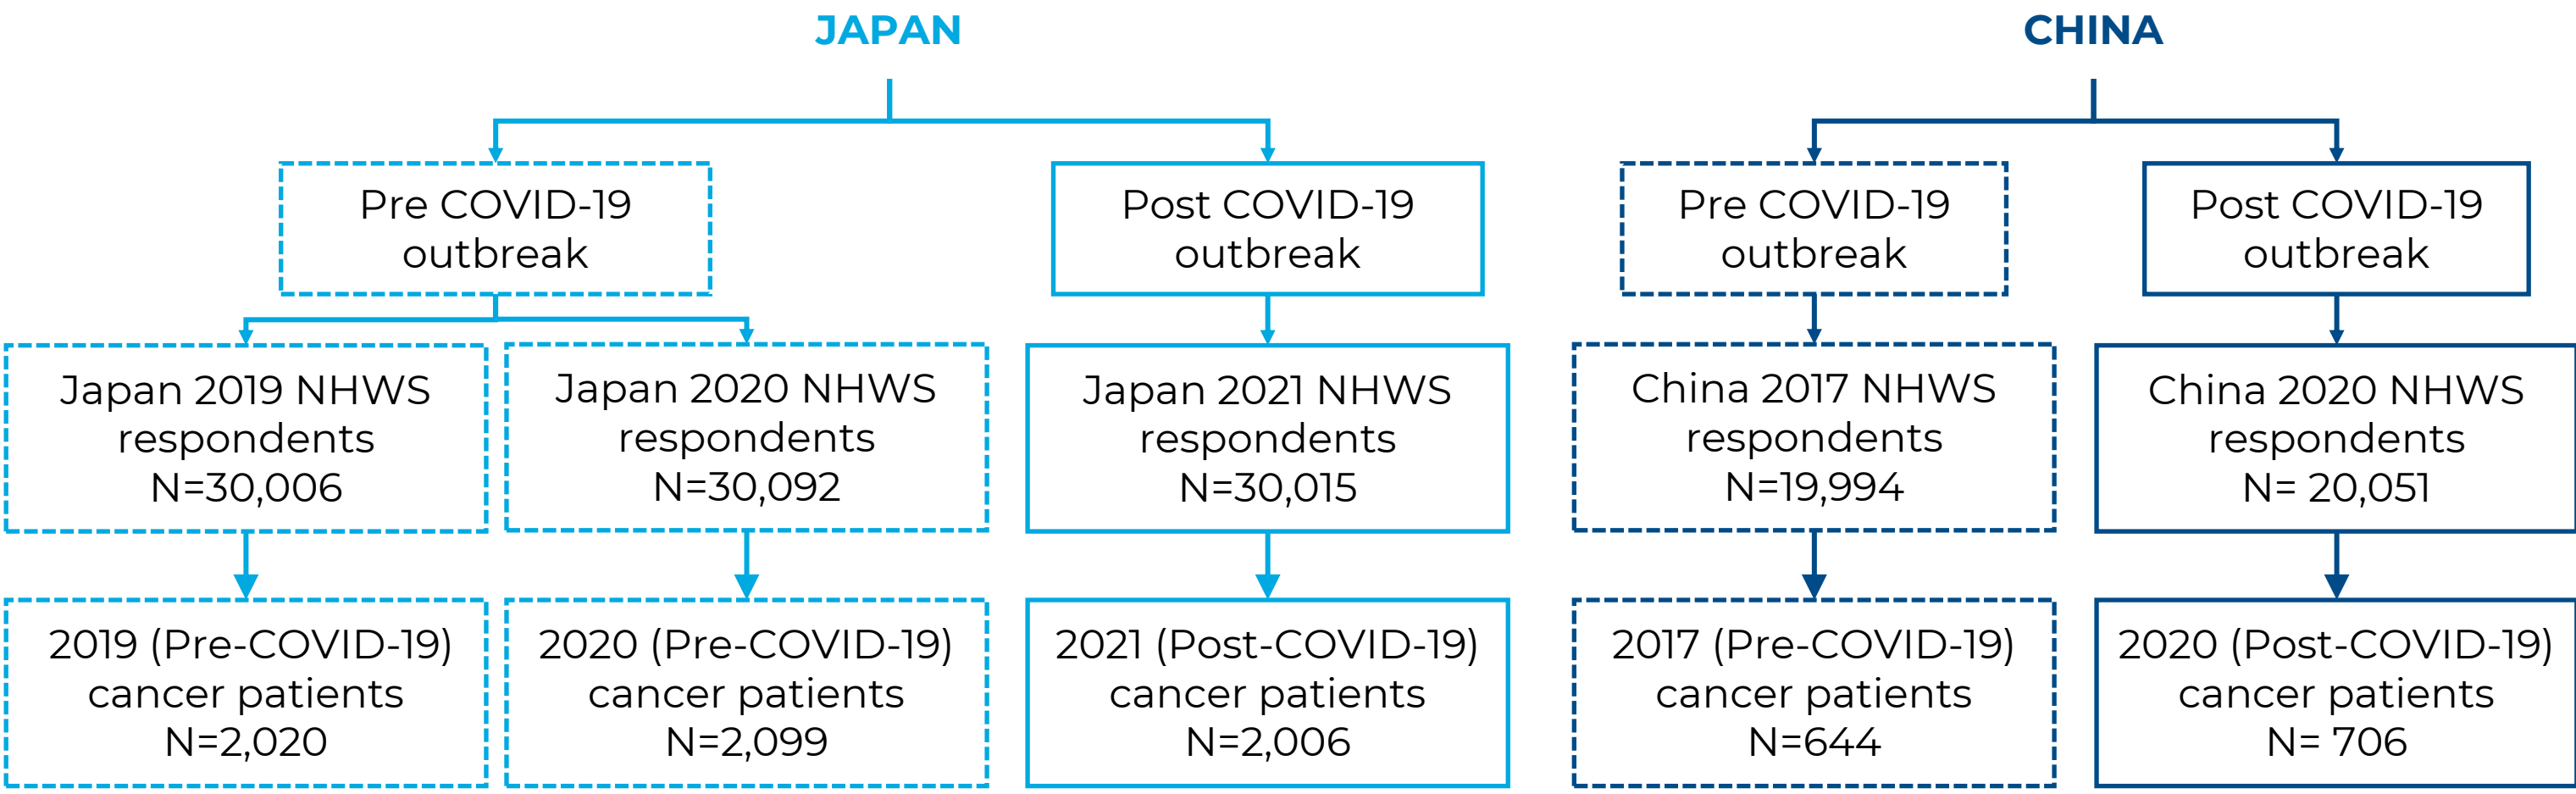 JAPAN
Pre COVID-19
outbreak
Post COVID-19
outbreak
Japan 2019 NHWS
respondents
N=30,006
Japan 2020 NHWS
respondents
N=30,092
Japan 2021 NHWS
respondents
N=30,015
2019 (Pre-COVID-19)
cancer patients
N=2,020
2020 (Pre-COVID-19)
cancer patients
N=2,099
2021 (Post-COVID-19)
cancer patients
N=2,006
CHINA
Pre COVID-19
outbreak
Post COVID-19
outbreak
China 2017 NHWS
respondents
N=19,994
China 2020 NHWS
respondents
N= 20,051
2017 (Pre-COVID-19)
cancer patients
N=644
2020 (Post-COVID-19)
cancer patients
N= 706